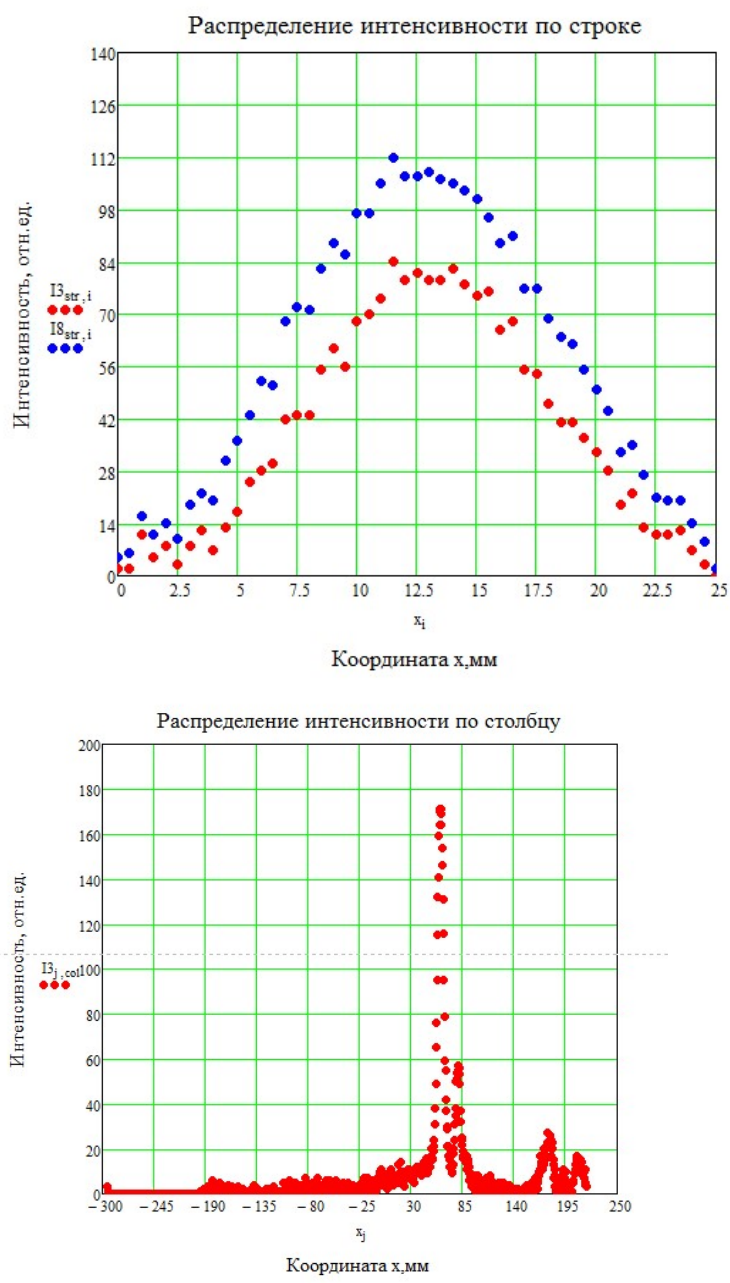 Распределение интенсивности по строке
140
126
112
98
84
70
56
42
28
14
0
Интенсивность, отн.ед.
I3str,i
I8str,i
0 2.5 5 7.5 10 12.5 15 17.5 20 22.5 25
xi
Координата x,мм
Распределение интенсивности по столбцу
200
180
160
140
120
100
80
60
40
20
0
Интенсивность, отн.ед.
I3j,col
−300 −245 −190 −135 −80 −25 30 85 140 195 250
xj
Координата x,мм